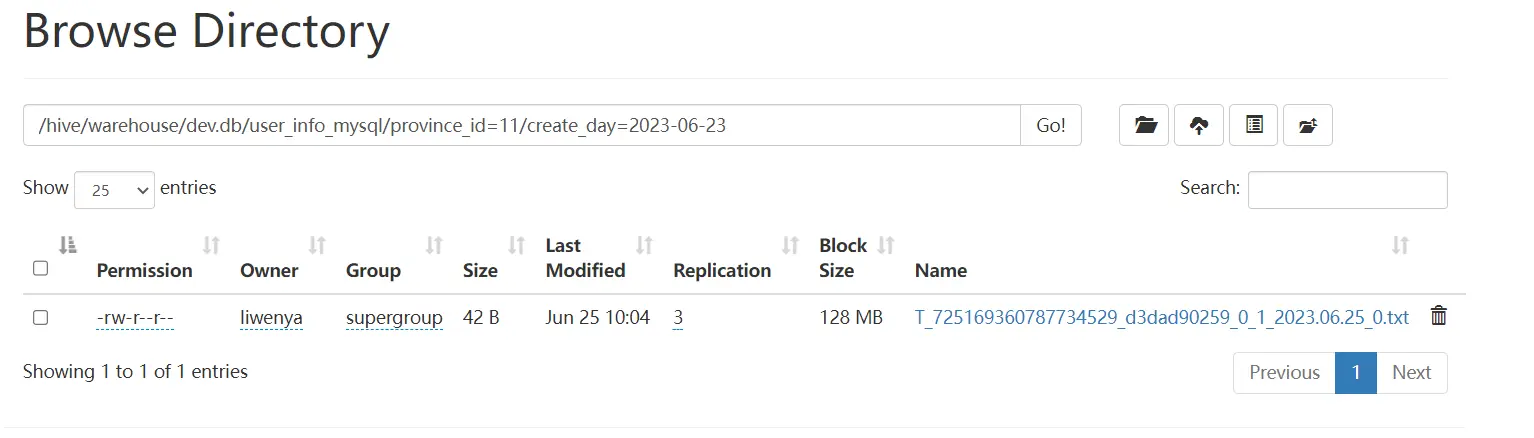 Browse Directory
/hive/warehouse/dev.db/user_info_mysql/province_id=11/create_day=2023-06-23 Go!
Show 25 entries Search:
Permission Owner Group Size Last Modified Replication Block Size Name
-rw-r--r-- liwenya supergroup 42 B Jun 25 10:04 3 128 MB T_725169360787734529_d3dad90259_0_1_2023.06.25_0.txt
Showing 1 to 1 of 1 entries Previous 1 Next